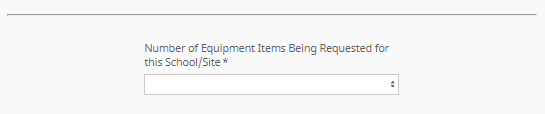 Number of Equipment Items Being Requested for
this School/Site *